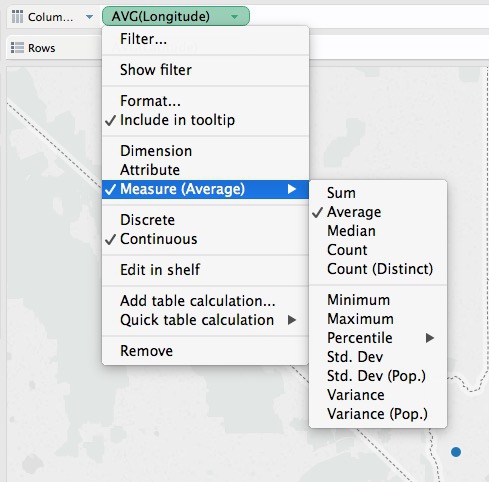 Colum... AVG(Longitude)
Rows
Filter...
Show filter
Format...
Include in tooltip
Dimension
Attribute
Measure (Average)
Discrete
Continuous
Edit in shelf
Add table calculation...
Quick table calculation
Remove
Sum
Average
Median
Count
Count (Distinct)
Minimum
Maximum
Percentile
Std. Dev
Std. Dev (Pop.)
Variance
Variance (Pop.)